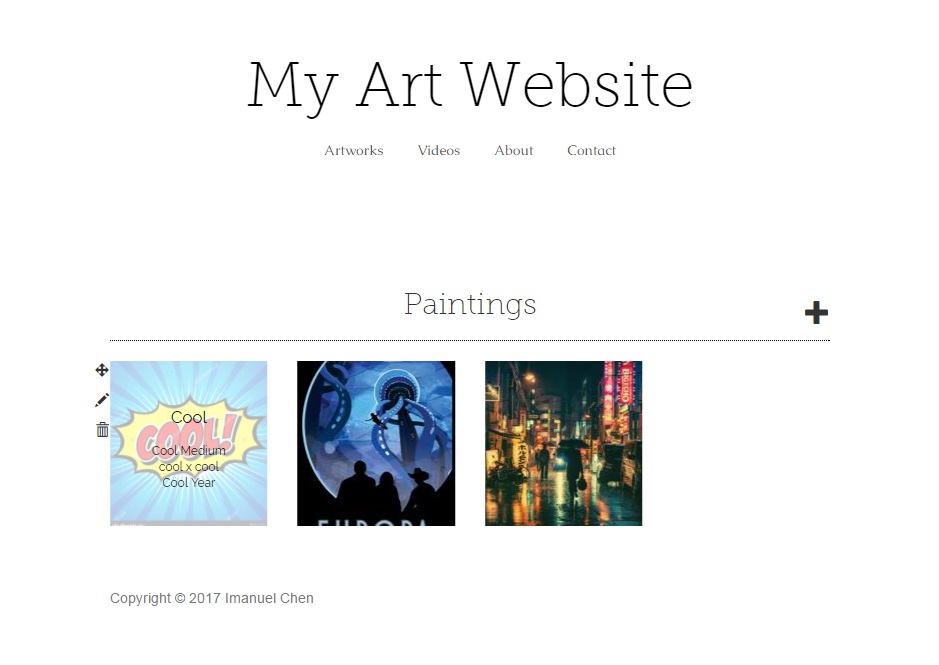 My Art Website
Artworks Videos About Contact
Paintings
COOL!
Cool
Cool Medium
cool x cool
Cool Year
EUROPA
Copyright © 2017 Imanuel Chen